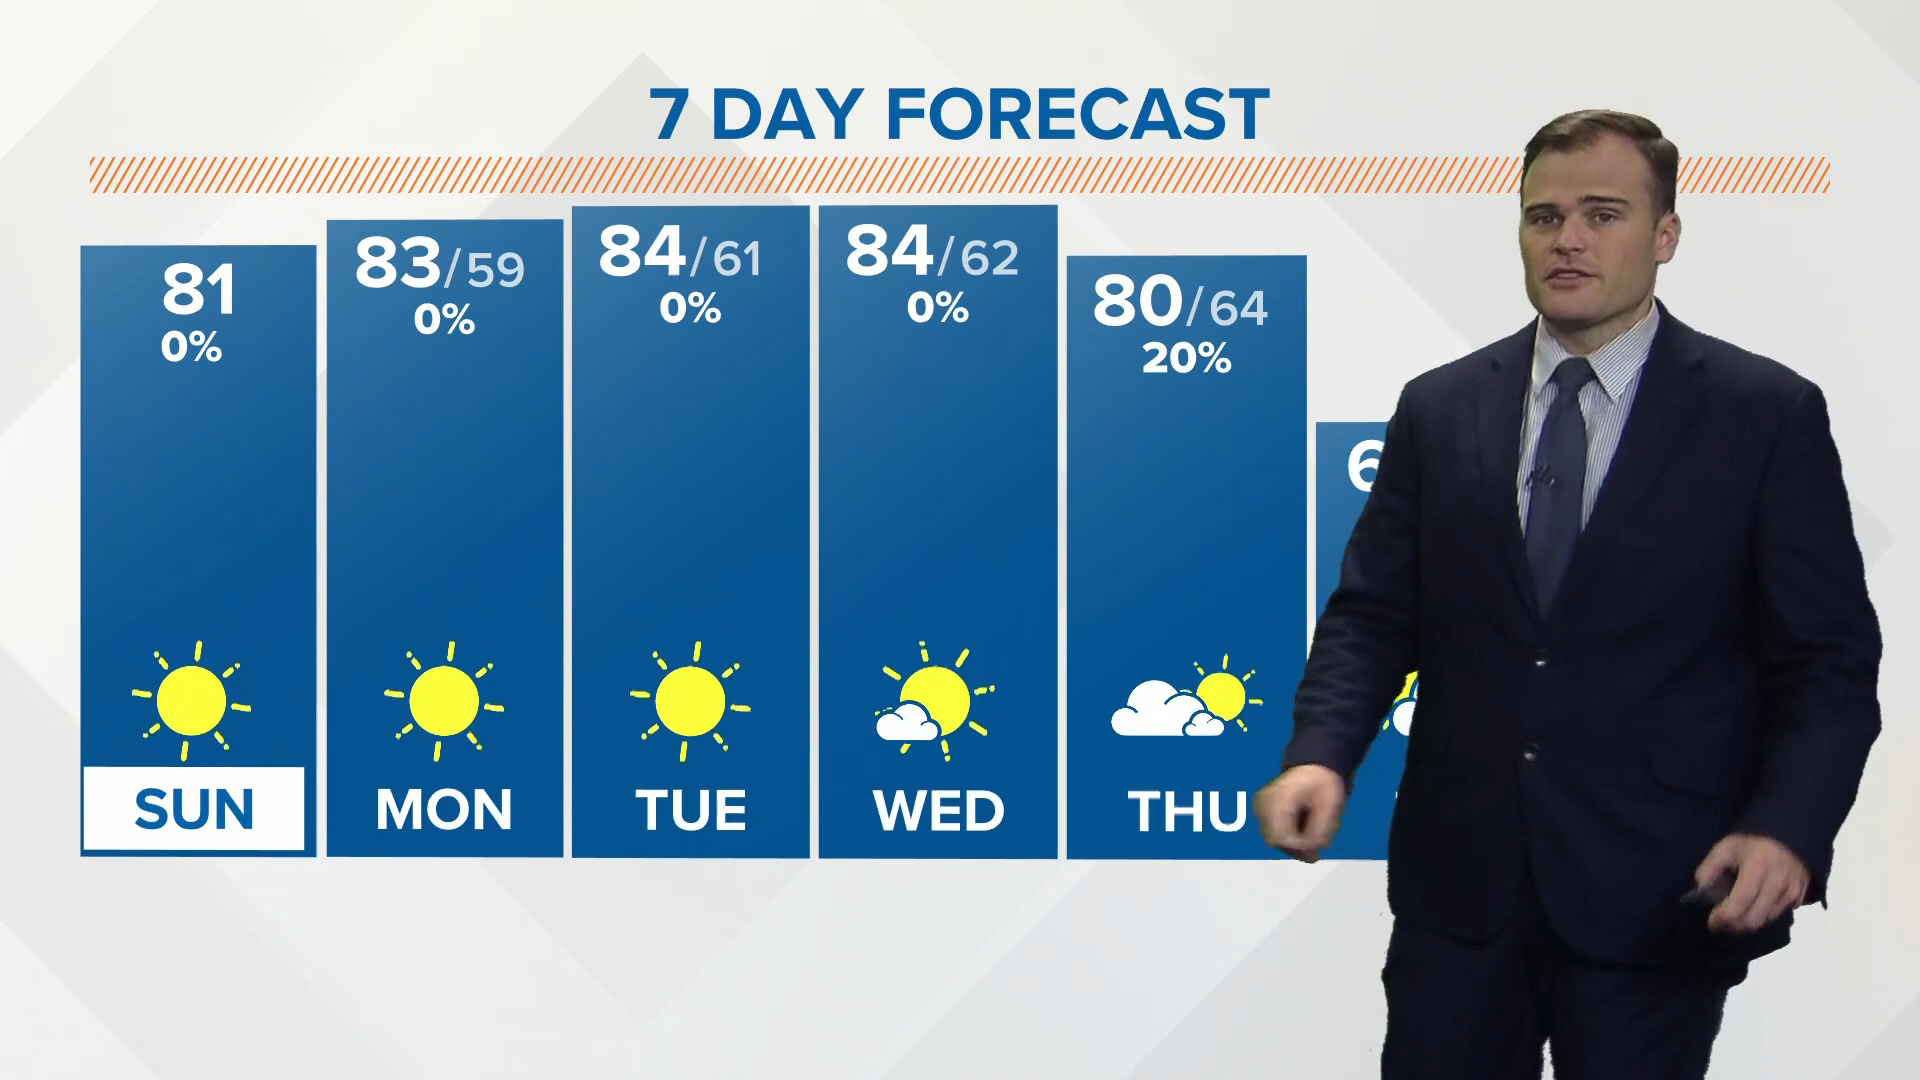 7 DAY FORECAST
81
0%
SUN
83/59
0%
MON
84/61
0%
TUE
84/62
0%
WED
80/64
20%
THU
6